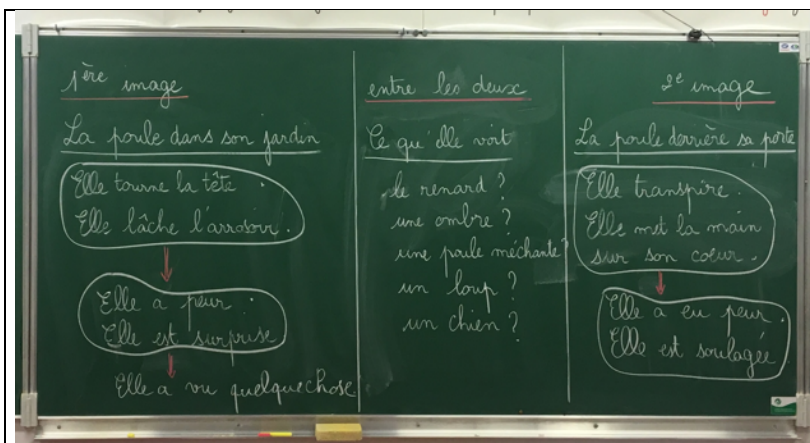 1ère image
La poule dans son jardin
Elle tourne la tête.
Elle lâche l'arrosoir.
Elle a peur.
Elle est surprise
Elle a vu quelquechose
entre les deux
Ce qu'elle voit
le renard ?
une ombre ?
une poule méchante ?
un loup ?
un chien ?
2e image
La poule derrière sa porte
Elle transpire.
Elle met la main
sur son coeur.
Elle a eu peur.
Elle est soulagée